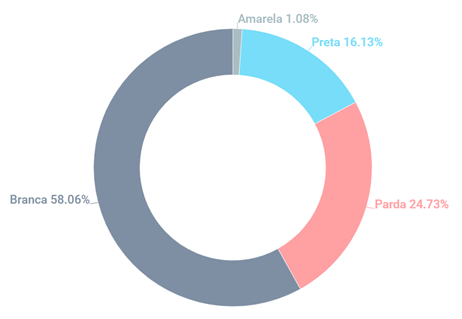 Amarela 1.08%
Preta 16.13%
Branca 58.06%
Parda 24.73%